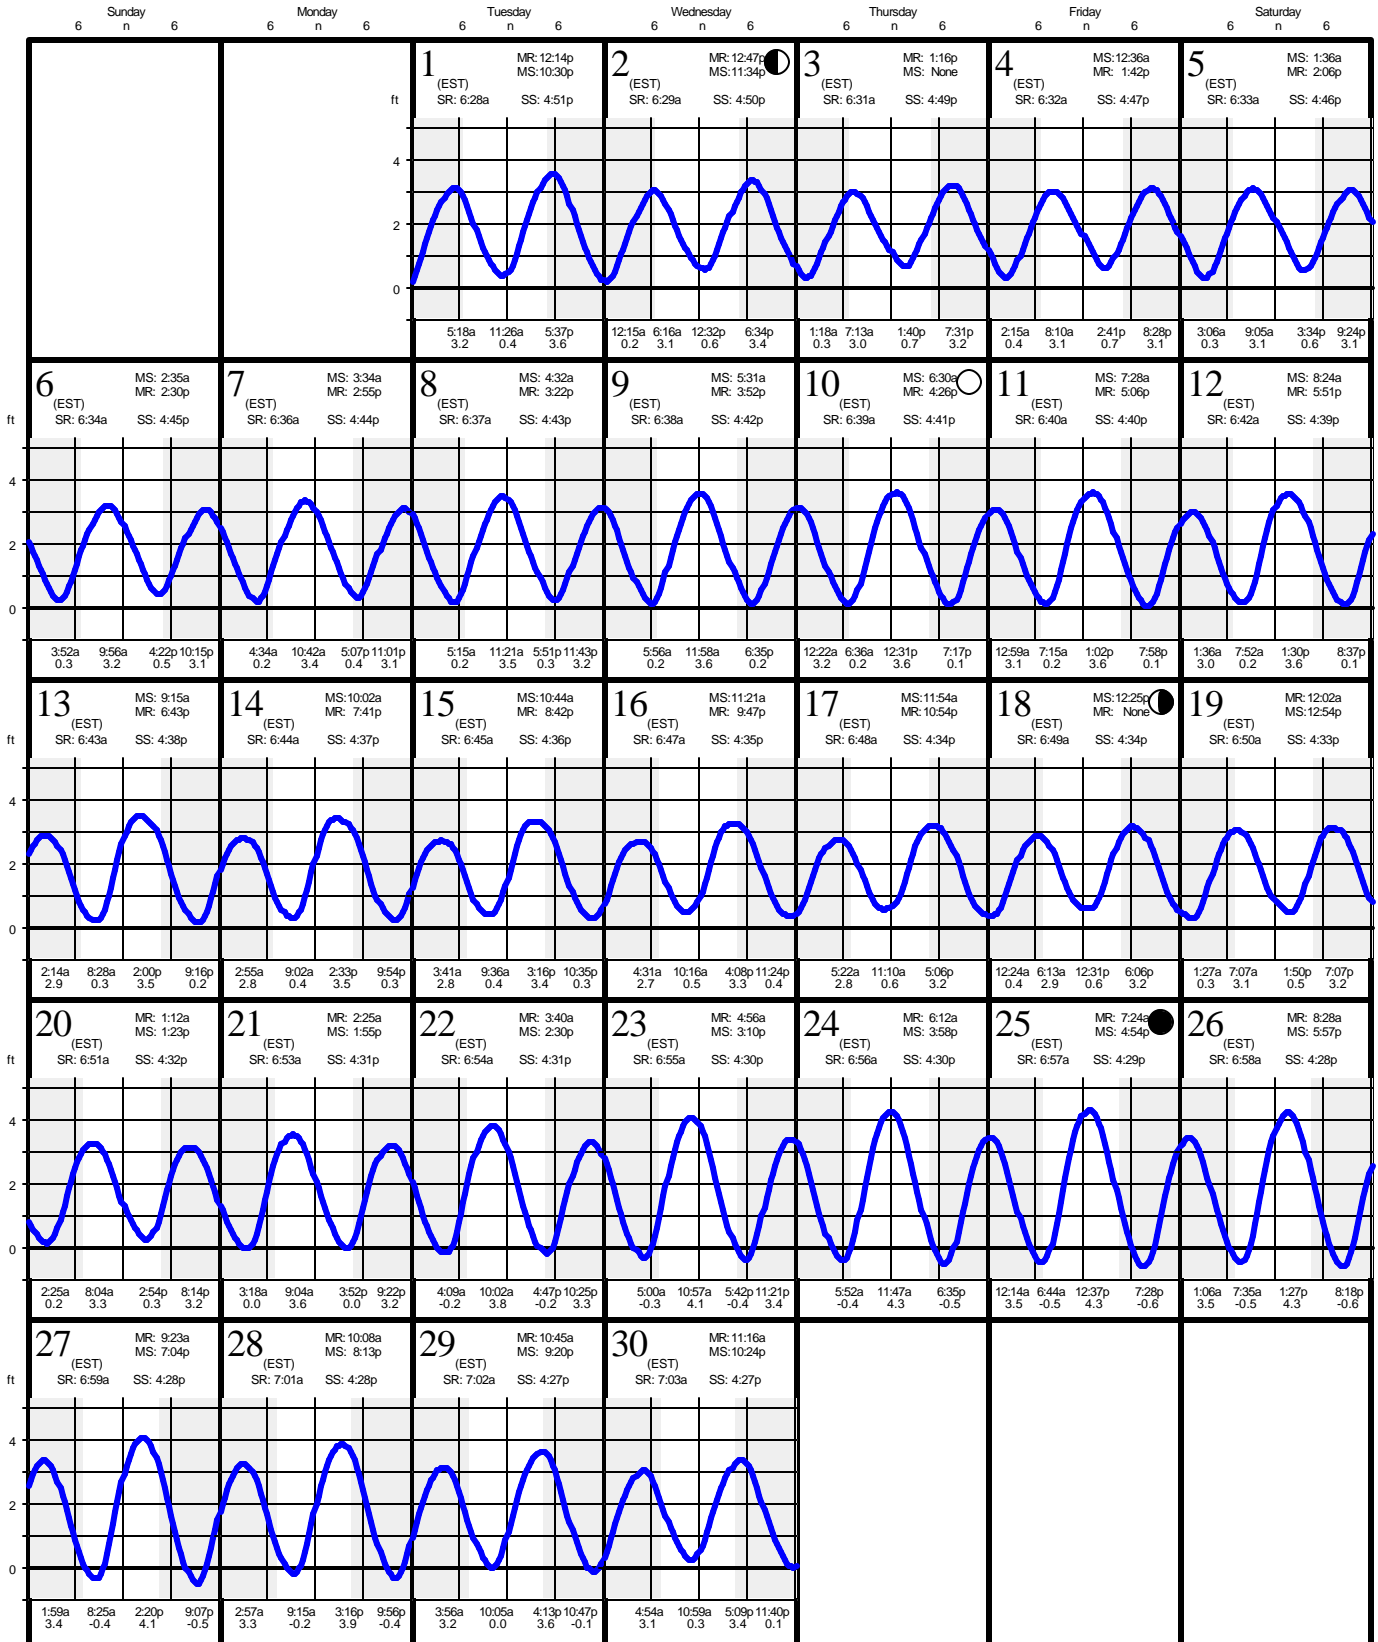 Sunday Monday Tuesday Wednesday Thursday Friday Saturday
6 n 6 6 n 6 6 n 6 6 n 6 6 n 6 6 n 6 6 n 6
1 MR: 12:14p 2 MR: 12:47p 3 MR: 1:16p 4 MS: 12:36a 5 MS: 1:36a
MS: 10:30p MS: 11:34p MS: None MR: 1:42p MR: 2:06p
(EST) (EST) (EST) (EST) (EST)
ft SR: 6:28a SS: 4:51p SR: 6:29a SS: 4:50p SR: 6:31a SS: 4:49p SR: 6:32a SS: 4:47p SR: 6:33a SS: 4:46p
4
2
0
5:18a 11:26a 5:37p 12:15a 6:16a 12:32p 6:34p 1:18a 7:13a 1:40p 7:31p 2:15a 8:10a 2:41p 8:28p 3:06a 9:05a 3:34p 9:24p
3.2 0.4 3.6 0.2 3.1 0.6 3.4 0.3 3.0 0.7 3.2 0.4 3.1 0.7 3.1 0.3 3.1 0.6 3.1
6 MS: 2:35a 7 MS: 3:34a 8 MS: 4:32a 9 MS: 5:31a 10 MS: 6:30a 11 MS: 7:28a 12 MS: 8:24a
MR: 2:30p MR: 2:55p MR: 3:22p MR: 3:52p MR: 4:26p MR: 5:06p MR: 5:51p
(EST) (EST) (EST) (EST) (EST) (EST) (EST)
ft SR: 6:34a SS: 4:45p SR: 6:36a SS: 4:44p SR: 6:37a SS: 4:43p SR: 6:38a SS: 4:42p SR: 6:39a SS: 4:41p SR: 6:40a SS: 4:40p SR: 6:42a SS: 4:39p
4
2
0
3:52a 9:56a 4:22p 10:15p 4:34a 10:42a 5:07p 11:01p 5:15a 11:21a 5:51p 11:43p 5:56a 11:58a 6:35p 12:22a 6:36a 12:31p 7:17p 12:59a 7:15a 1:02p 7:58p 1:36a 7:52a 1:30p 8:37p
0.3 3.2 0.5 3.1 0.2 3.4 0.4 3.1 0.2 3.5 0.3 3.2 0.2 3.6 0.2 3.2 0.2 3.6 0.1 3.1 0.2 3.6 0.1 3.0 0.2 3.6 0.1
13 MS: 9:15a 14 MS: 10:02a 15 MS: 10:44a 16 MS: 11:21a 17 MS: 11:54a 18 MS: 12:25p 19 MR: 12:02a
MR: 6:43p MR: 7:41p MR: 8:42p MR: 9:47p MR: 10:54p MR: None MS: 12:54p
(EST) (EST) (EST) (EST) (EST) (EST) (EST)
ft SR: 6:43a SS: 4:38p SR: 6:44a SS: 4:37p SR: 6:45a SS: 4:36p SR: 6:47a SS: 4:35p SR: 6:48a SS: 4:34p SR: 6:49a SS: 4:34p SR: 6:50a SS: 4:33p
4
2
0
2:14a 8:28a 2:00p 9:16p 2:55a 9:02a 2:33p 9:54p 3:41a 9:36a 3:16p 10:35p 4:31a 10:16a 4:08p 11:24p 5:22a 11:10a 5:06p 12:24a 6:13a 12:31p 6:06p 1:27a 7:07a 1:50p 7:07p
2.9 0.3 3.5 0.2 2.8 0.4 3.5 0.3 2.8 0.4 3.4 0.3 2.7 0.5 3.3 0.4 2.8 0.6 3.2 0.4 2.9 0.6 3.2 0.3 3.1 0.5 3.2
20 MR: 1:12a 21 MR: 2:25a 22 MR: 3:40a 23 MR: 4:56a 24 MR: 6:12a 25 MR: 7:24a 26 MR: 8:28a
MS: 1:23p MS: 1:55p MS: 2:30p MS: 3:10p MS: 3:58p MS: 4:54p MS: 5:57p
(EST) (EST) (EST) (EST) (EST) (EST) (EST)
ft SR: 6:51a SS: 4:32p SR: 6:53a SS: 4:31p SR: 6:54a SS: 4:31p SR: 6:55a SS: 4:30p SR: 6:56a SS: 4:30p SR: 6:57a SS: 4:29p SR: 6:58a SS: 4:28p
4
2
0
2:25a 8:04a 2:54p 8:14p 3:18a 9:04a 3:52p 9:22p 4:09a 10:02a 4:47p 10:25p 5:00a 10:57a 5:42p 11:21p 5:52a 11:47a 6:35p 12:14a 6:44a 12:37p 7:28p 1:06a 7:35a 1:27p 8:18p
0.2 3.3 0.3 3.2 0.0 3.6 0.0 3.2 -0.2 3.8 -0.2 3.3 -0.3 4.1 -0.4 3.4 -0.4 4.3 -0.5 3.5 -0.5 4.3 -0.6 3.5 -0.5 4.3 -0.6
27 MR: 9:23a 28 MR: 10:08a 29 MR: 10:45a 30 MR: 11:16a
MS: 7:04p MS: 8:13p MS: 9:20p MS: 10:24p
(EST) (EST) (EST) (EST)
ft SR: 6:59a SS: 4:28p SR: 7:01a SS: 4:28p SR: 7:02a SS: 4:27p SR: 7:03a SS: 4:27p
4
2
0
1:59a 8:25a 2:20p 9:07p 2:57a 9:15a 3:16p 9:56p 3:56a 10:05a 4:13p 10:47p 4:54a 10:59a 5:09p 11:40p
3.4 -0.4 4.1 -0.5 3.3 -0.2 3.9 -0.4 3.2 0.0 3.6 -0.1 3.1 0.3 3.4 0.1